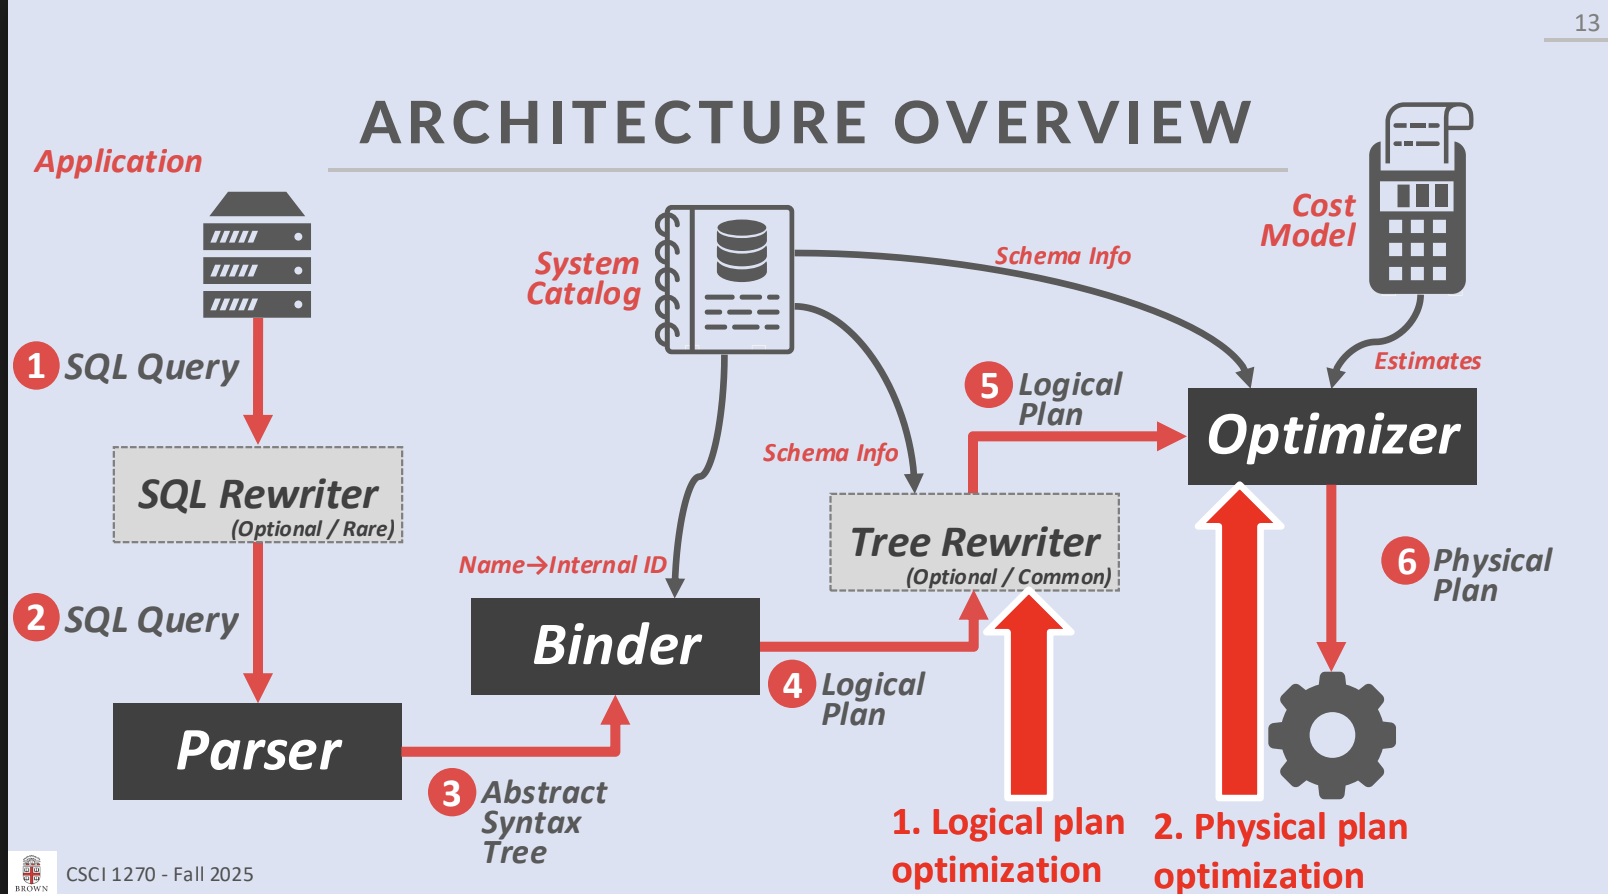 13
ARCHITECTURE OVERVIEW
Application
Cost
Model
System
Catalog
Schema Info
1 SQL Query
Estimates
5 Logical
Plan
Optimizer
Schema Info
SQL Rewriter
(Optional / Rare)
Tree Rewriter
(Optional / Common)
Name→Internal ID
6 Physical
Plan
2 SQL Query
Binder
4 Logical
Plan
Parser
3 Abstract
Syntax
Tree
1. Logical plan
optimization
2. Physical plan
optimization
BROWN
CSCI 1270 - Fall 2025